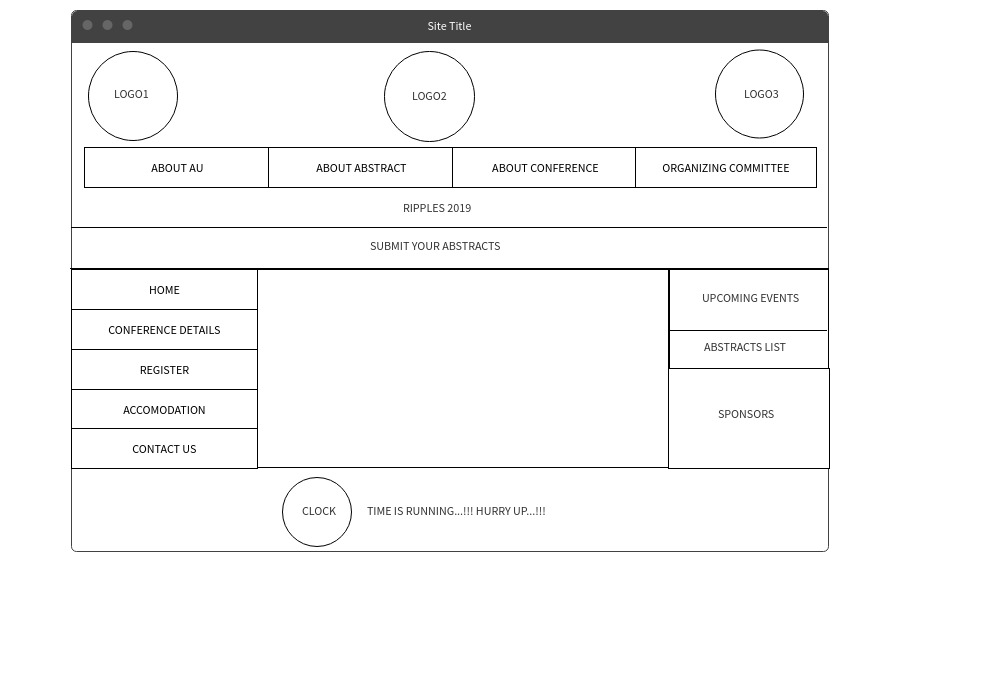 Site Title
LOGO1
LOGO2
LOGO3
ABOUT AU
ABOUT ABSTRACT
ABOUT CONFERENCE
ORGANIZING COMMITTEE
RIPPLES 2019
SUBMIT YOUR ABSTRACTS
HOME
CONFERENCE DETAILS
REGISTER
ACCOMODATION
CONTACT US
UPCOMING EVENTS
ABSTRACTS LIST
SPONSORS
CLOCK
TIME IS RUNNING...!!! HURRY UP...!!!